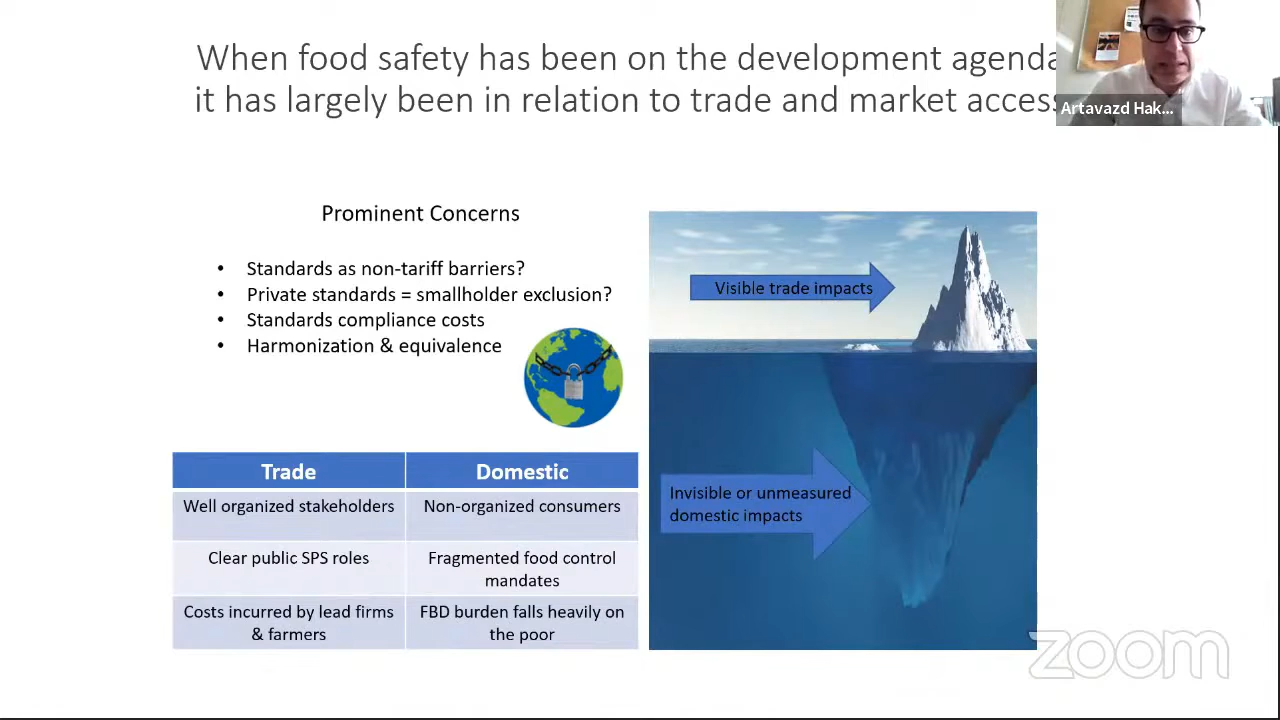 When food safety has been on the development agenda
it has largely been in relation to trade and market access
Artavazd Hak...
Prominent Concerns
• Standards as non-tariff barriers?
• Private standards = smallholder exclusion?
• Standards compliance costs
• Harmonization & equivalence
Visible trade impacts
Invisible or unmeasured
domestic impacts
Trade
Domestic
Well organized stakeholders
Non-organized consumers
Clear public SPS roles
Fragmented food control
mandates
Costs incurred by lead firms
& farmers
FBD burden falls heavily on
the poor
zoom